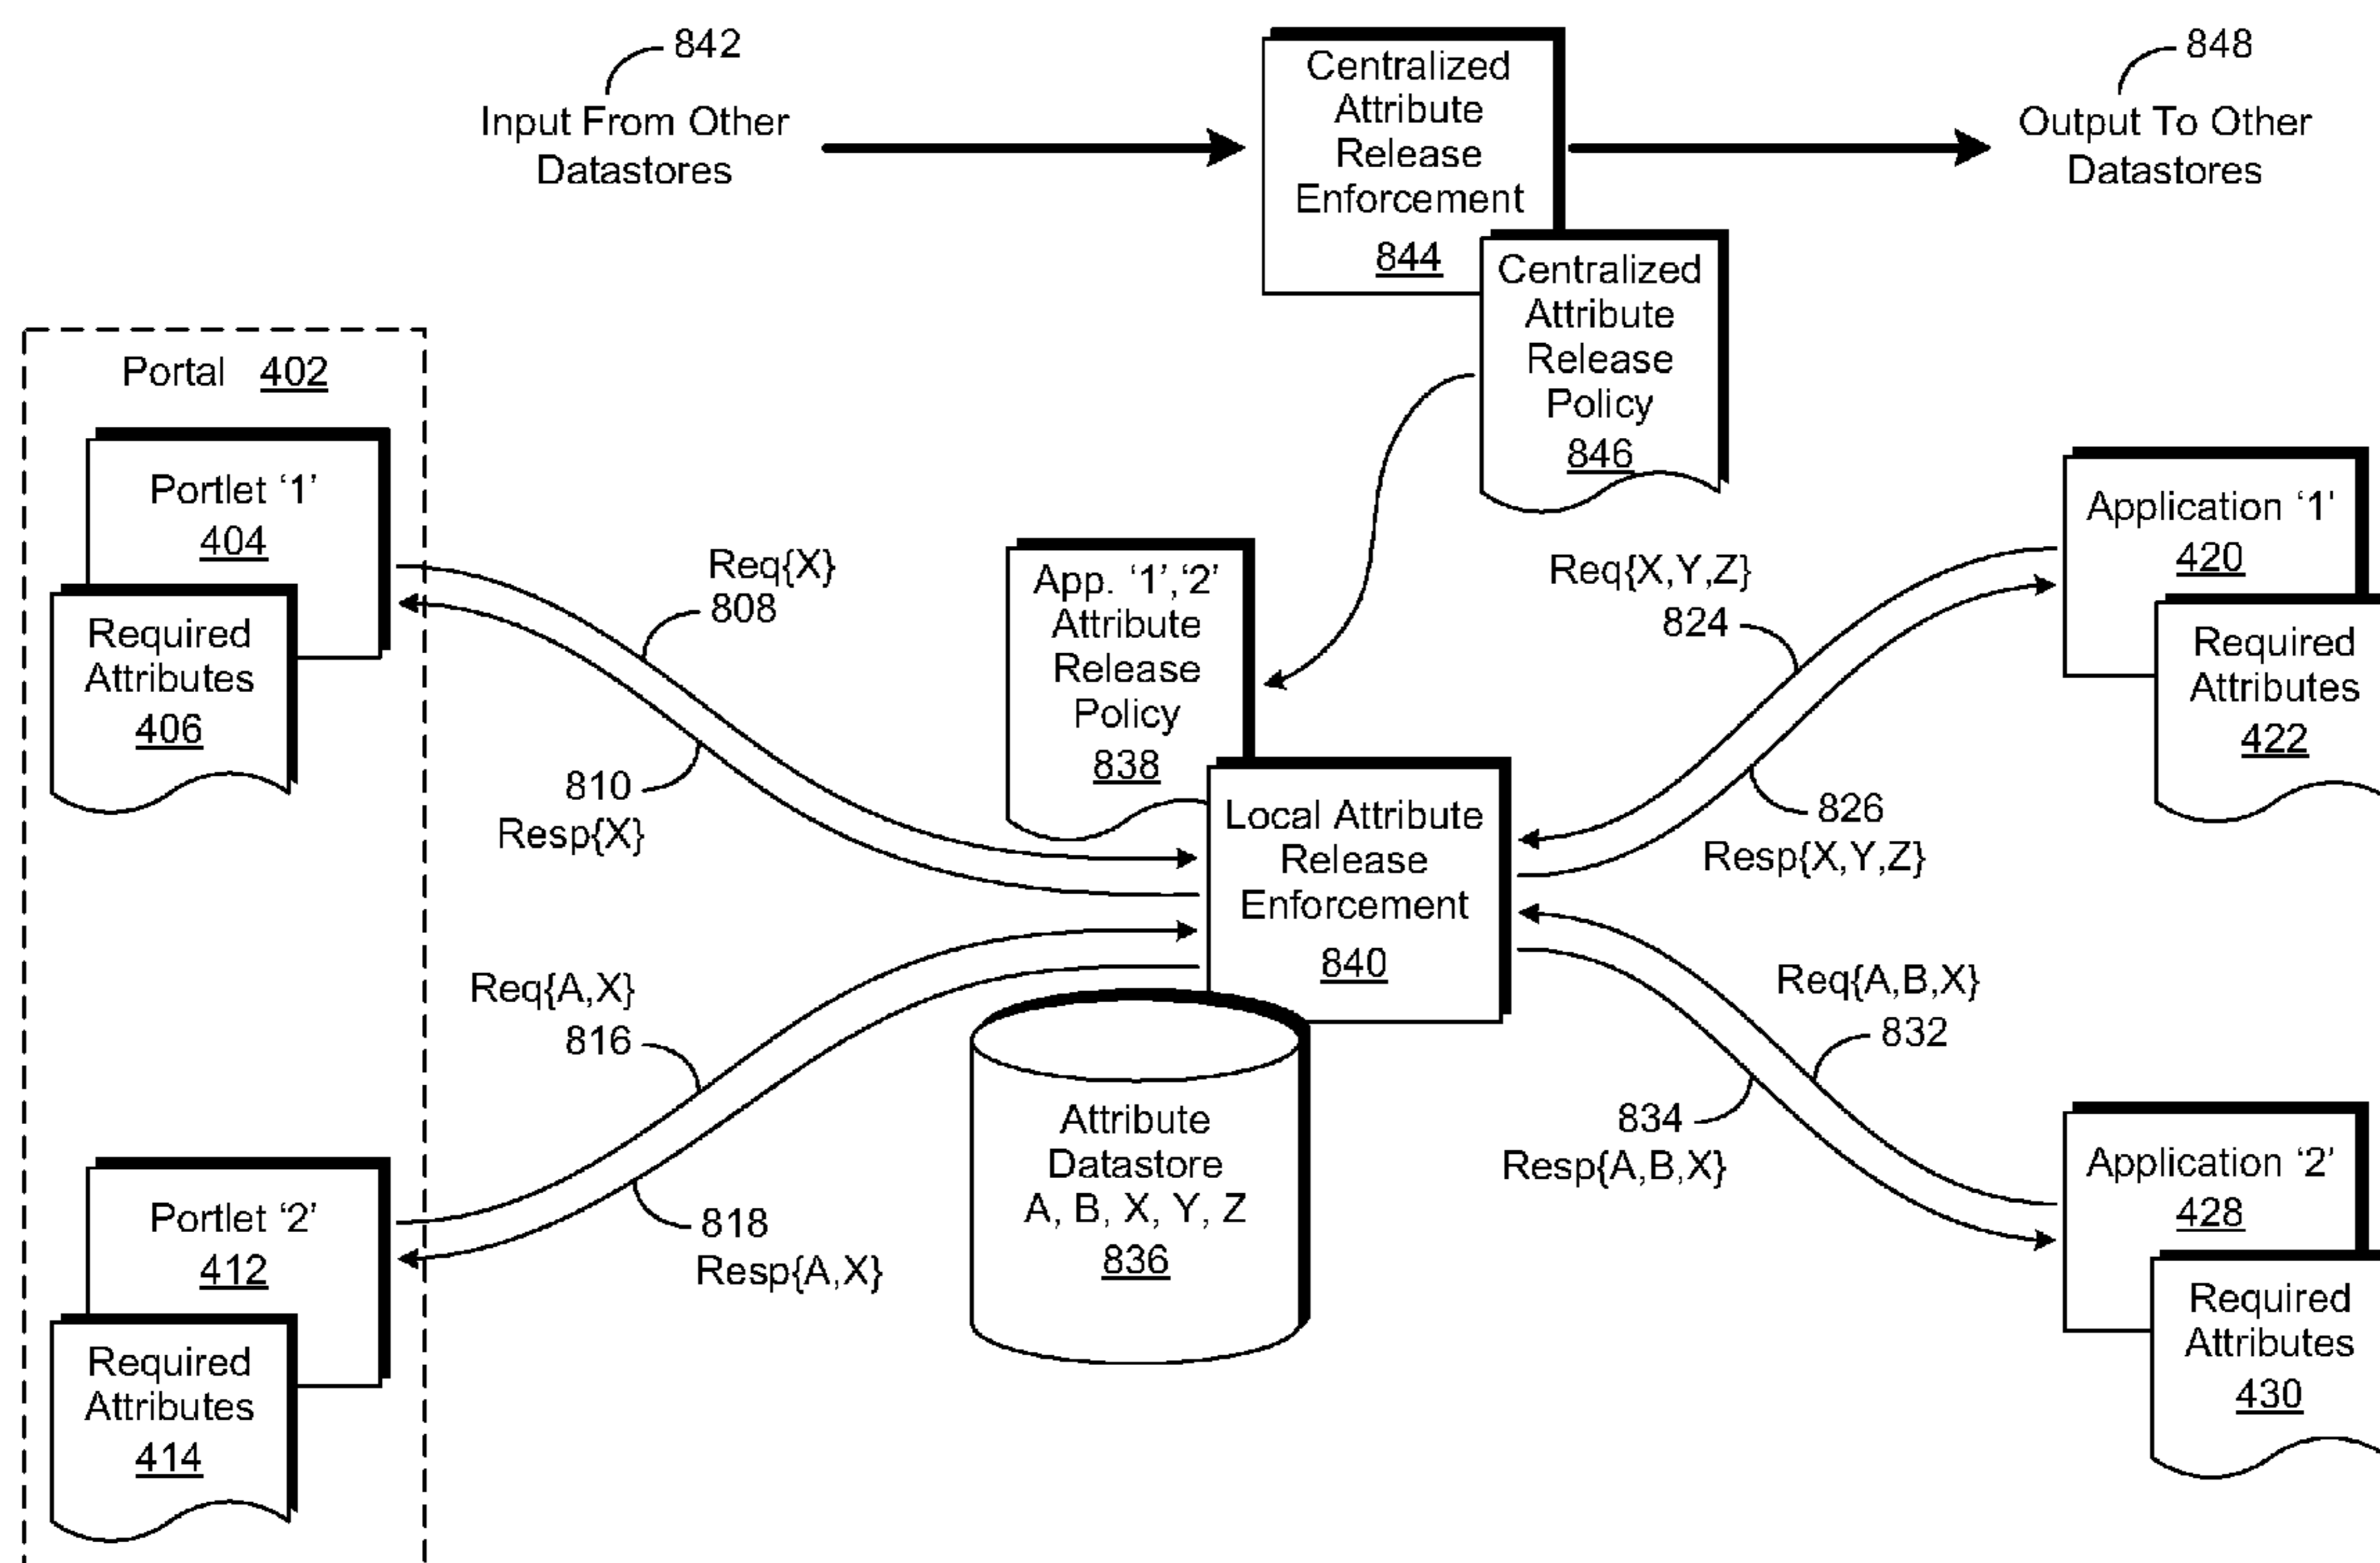 842
Input From Other
Datastores
Centralized
Attribute
Release
Enforcement
844
848
Output To Other
Datastores
Centralized
Attribute
Release
Policy
846
Portal 402
Portlet ‘1’
404
Required
Attributes
406
Req{X}
808
810
Resp{X}
App. ‘1’,‘2’
Attribute
Release
Policy
838
Local Attribute
Release
Enforcement
840
Req{X,Y,Z}
824
826
Resp{X,Y,Z}
Application ‘1’
420
Required
Attributes
422
Req{A,X}
816
818
Resp{A,X}
Portlet ‘2’
412
Required
Attributes
414
Attribute
Datastore
A, B, X, Y, Z
836
Req{A,B,X}
832
834
Resp{A,B,X}
Application ‘2’
428
Required
Attributes
430